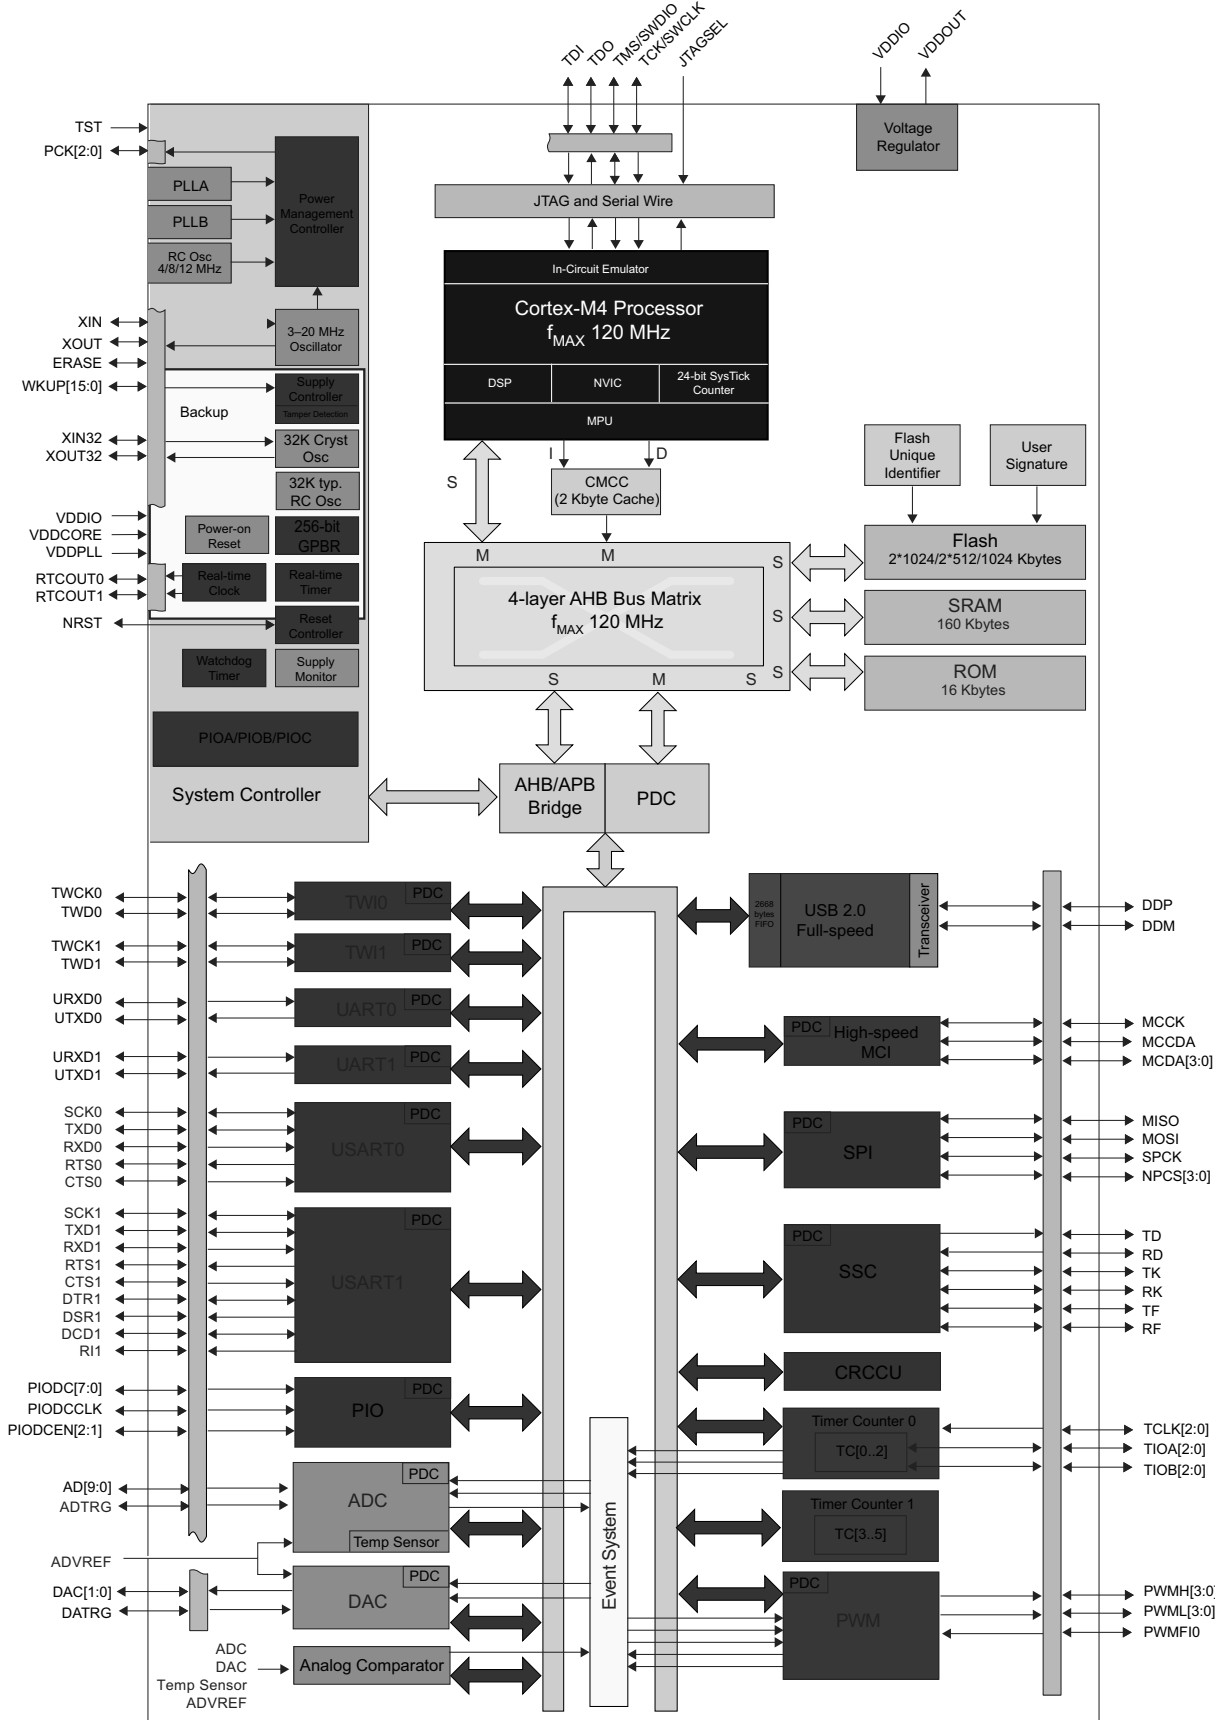 TDI
TDO
TMS/SWDIO
TCK/SWCLK
JTAGSEL
VDDIO
VDDOUT
Voltage
Regulator
TST
PCK[2:0]
PLLA
PLLB
RC Osc
4/8/12 MHz
Power
Management
Controller
JTAG and Serial Wire
In-Circuit Emulator
Cortex-M4 Processor
fMAX 120 MHz
DSP
NVIC
24-bit SysTick
Counter
MPU
XIN
XOUT
ERASE
WKUP[15:0]
3–20 MHz
Oscillator
Backup
Supply
Controller
Tamper Detection
XIN32
XOUT32
32K Cryst
Osc
32K typ.
RC Osc
VDDIO
VDDCORE
VDDPLL
Power-on
Reset
256-bit
GPBR
RTCOUT0
RTCOUT1
Real-time
Clock
Real-time
Timer
NRST
Reset
Controller
Watchdog
Timer
Supply
Monitor
PIOA/PIOB/PIOC
System Controller
I
D
S
CMCC
(2 Kbyte Cache)
M
M
S
4-layer AHB Bus Matrix
fMAX 120 MHz
S
S
S
M
S
Flash
Unique
Identifier
User
Signature
Flash
2*1024/2*512/1024 Kbytes
SRAM
160 Kbytes
ROM
16 Kbytes
AHB/APB
Bridge
PDC
TWCK0
TWD0
TWI0
PDC
TWCK1
TWD1
TWI1
PDC
URXD0
UTXD0
UART0
PDC
URXD1
UTXD1
UART1
PDC
SCK0
TXD0
RXD0
RTS0
CTS0
USART0
PDC
SCK1
TXD1
RXD1
RTS1
CTS1
DTR1
DSR1
DCD1
RI1
USART1
PDC
PIODC[7:0]
PIODCCLK
PIODCEN[2:1]
PIO
PDC
AD[9:0]
ADTRG
ADC
PDC
Temp Sensor
ADVREF
DAC[1:0]
DATRG
DAC
PDC
ADC
DAC
Temp Sensor
ADVREF
Analog Comparator
Event System
2668
bytes
FIFO
USB 2.0
Full-speed
Transceiver
DDP
DDM
PDC
High-speed
MCI
MCCK
MCCDA
MCDA[3:0]
PDC
SPI
MISO
MOSI
SPCK
NPCS[3:0]
PDC
SSC
TD
RD
TK
RK
TF
RF
CRCCU
Timer Counter 0
TC[0..2]
TCLK[2:0]
TIOA[2:0]
TIOB[2:0]
Timer Counter 1
TC[3..5]
PDC
PWM
PWMH[3:0]
PWML[3:0]
PWMFI0